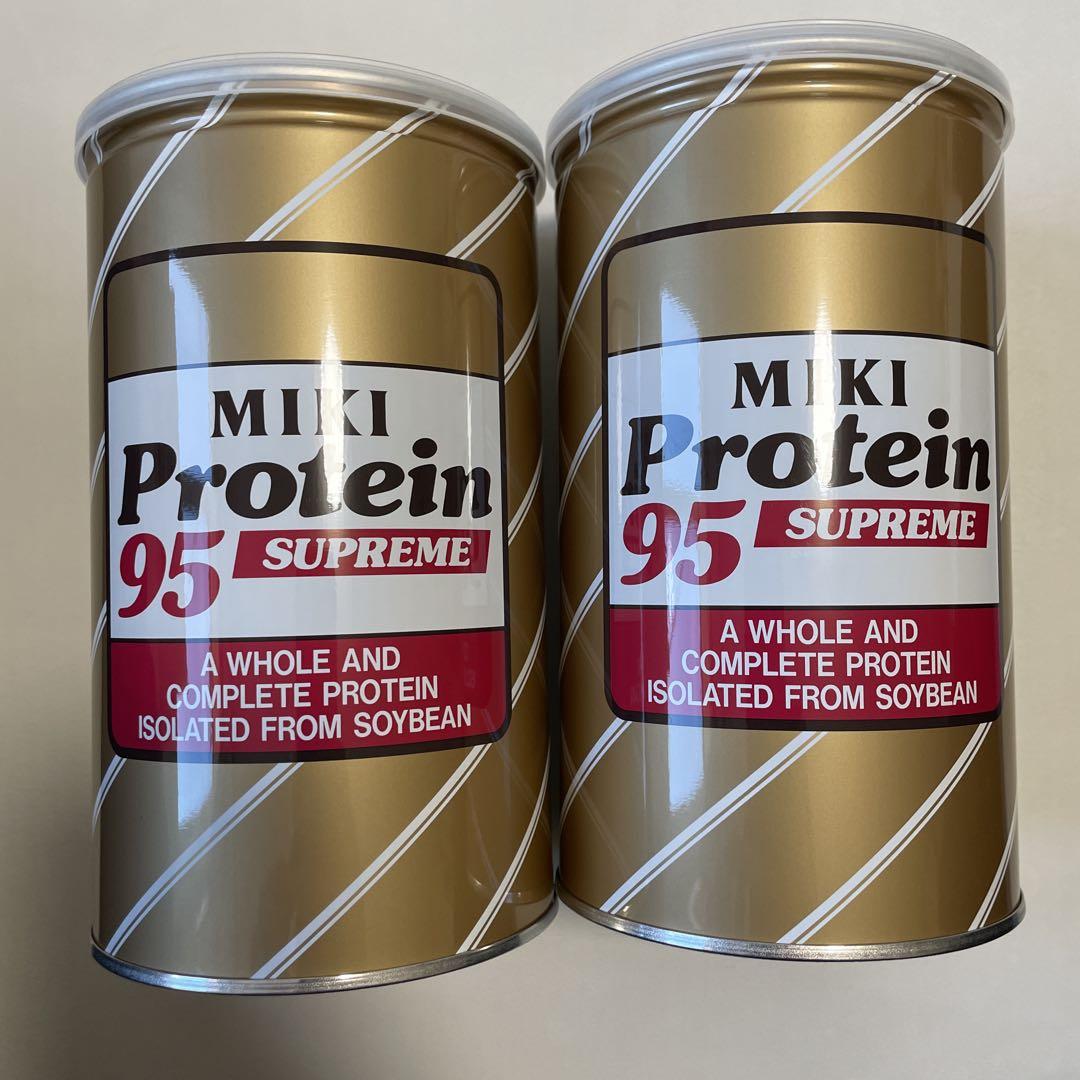 MIKI
Protein
95 SUPREME
A WHOLE AND
COMPLETE PROTEIN
ISOLATED FROM SOYBEAN
MIKI
Protein
95 SUPREME
A WHOLE AND
COMPLETE PROTEIN
ISOLATED FROM SOYBEAN